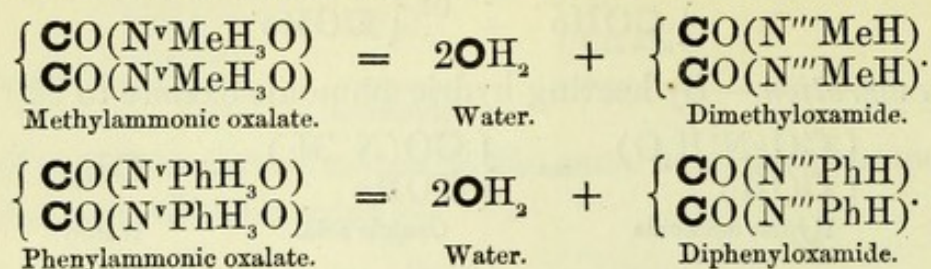 { CO(NᵛMeH₃O)
{ CO(NᵛMeH₃O) = 2OH₂ + { CO(N‴MeH)
{ CO(N‴MeH).
Methylammonic oxalate. Water. Dimethyloxamide.
{ CO(NᵛPhH₃O)
{ CO(NᵛPhH₃O) = 2OH₂ + { CO(N‴PhH)
{ CO(N‴PhH).
Phenylammonic oxalate. Water. Diphenyloxamide.